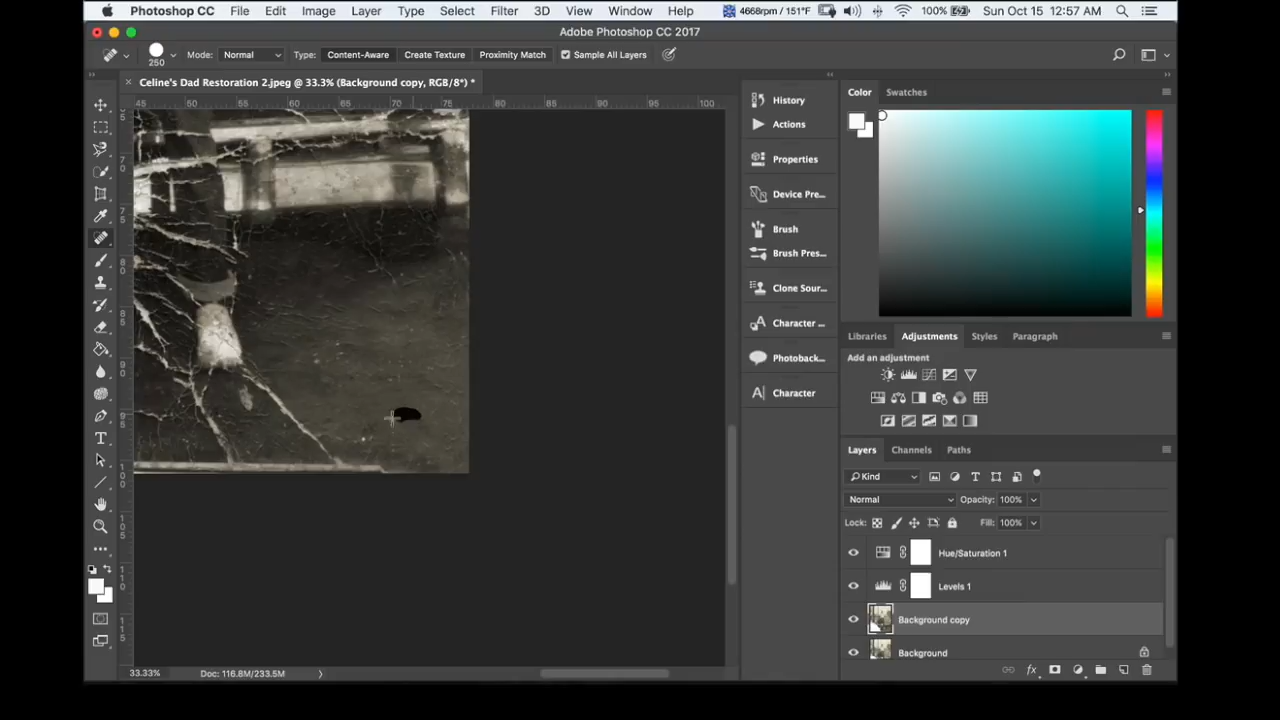 Photoshop CC File Edit Image Layer Type Select Filter 3D View Window Help 4668rpm / 151°F 100% Sun Oct 15 12:57 AM
Adobe Photoshop CC 2017
250 Mode: Normal Type: Content-Aware Create Texture Proximity Match Sample All Layers
× Celine's Dad Restoration 2.jpeg @ 33.3% (Background copy, RGB/8*) *
45 50 55 60 65 70 75 80 85 90 95 100
History
Actions
Properties
Device Pre...
Brush
Brush Pres...
Clone Sour...
Character ...
Photoback...
Character
Color Swatches
Libraries Adjustments Styles Paragraph
Add an adjustment
Layers Channels Paths
Kind
Normal Opacity: 100%
Lock: Fill: 100%
Hue/Saturation 1
Levels 1
Background copy
Background
33.33% Doc: 116.8M/233.5M